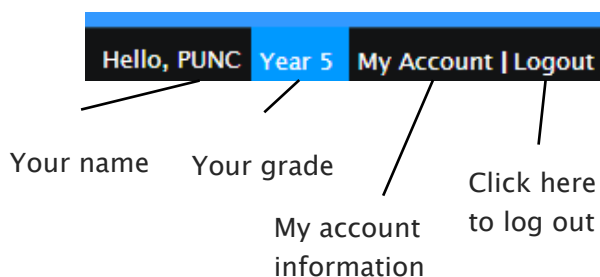 Hello, PUNC Year 5 My Account | Logout
Your name
Your grade
Click here
to log out
My account
information